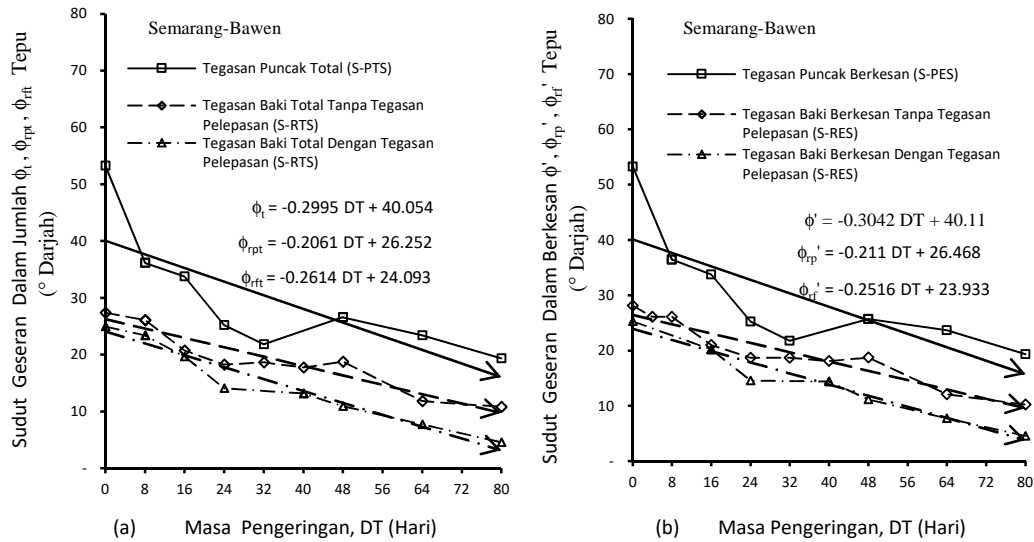 Sudut Geseran Dalam Jumlah ϕt , ϕrpt , ϕrft Tepu
(° Darjah)
80
70
60
50
40
30
20
10
-
Semarang-Bawen
Tegasan Puncak Total (S-PTS)
Tegasan Baki Total Tanpa Tegasan
Pelepasan (S-RTS)
Tegasan Baki Total Dengan Tegasan
Pelepasan (S-RTS)
ϕt = -0.2995 DT + 40.054
ϕrpt = -0.2061 DT + 26.252
ϕrft = -0.2614 DT + 24.093
0 8 16 24 32 40 48 56 64 72 80
(a) Masa Pengeringan, DT (Hari)
Sudut Geseran Dalam Berkesan ϕ', ϕrp', ϕrf' Tepu
(° Darjah)
80
70
60
50
40
30
20
10
-
Semarang-Bawen
Tegasan Puncak Berkesan (S-PES)
Tegasan Baki Berkesan Tanpa Tegasan
Pelepasan (S-RES)
Tegasan Baki Berkesan Dengan Tegasan
Pelepasan (S-RES)
ϕ' = -0.3042 DT + 40.11
ϕrp' = -0.211 DT + 26.468
ϕrf' = -0.2516 DT + 23.933
0 8 16 24 32 40 48 56 64 72 80
(b) Masa Pengeringan, DT (Hari)